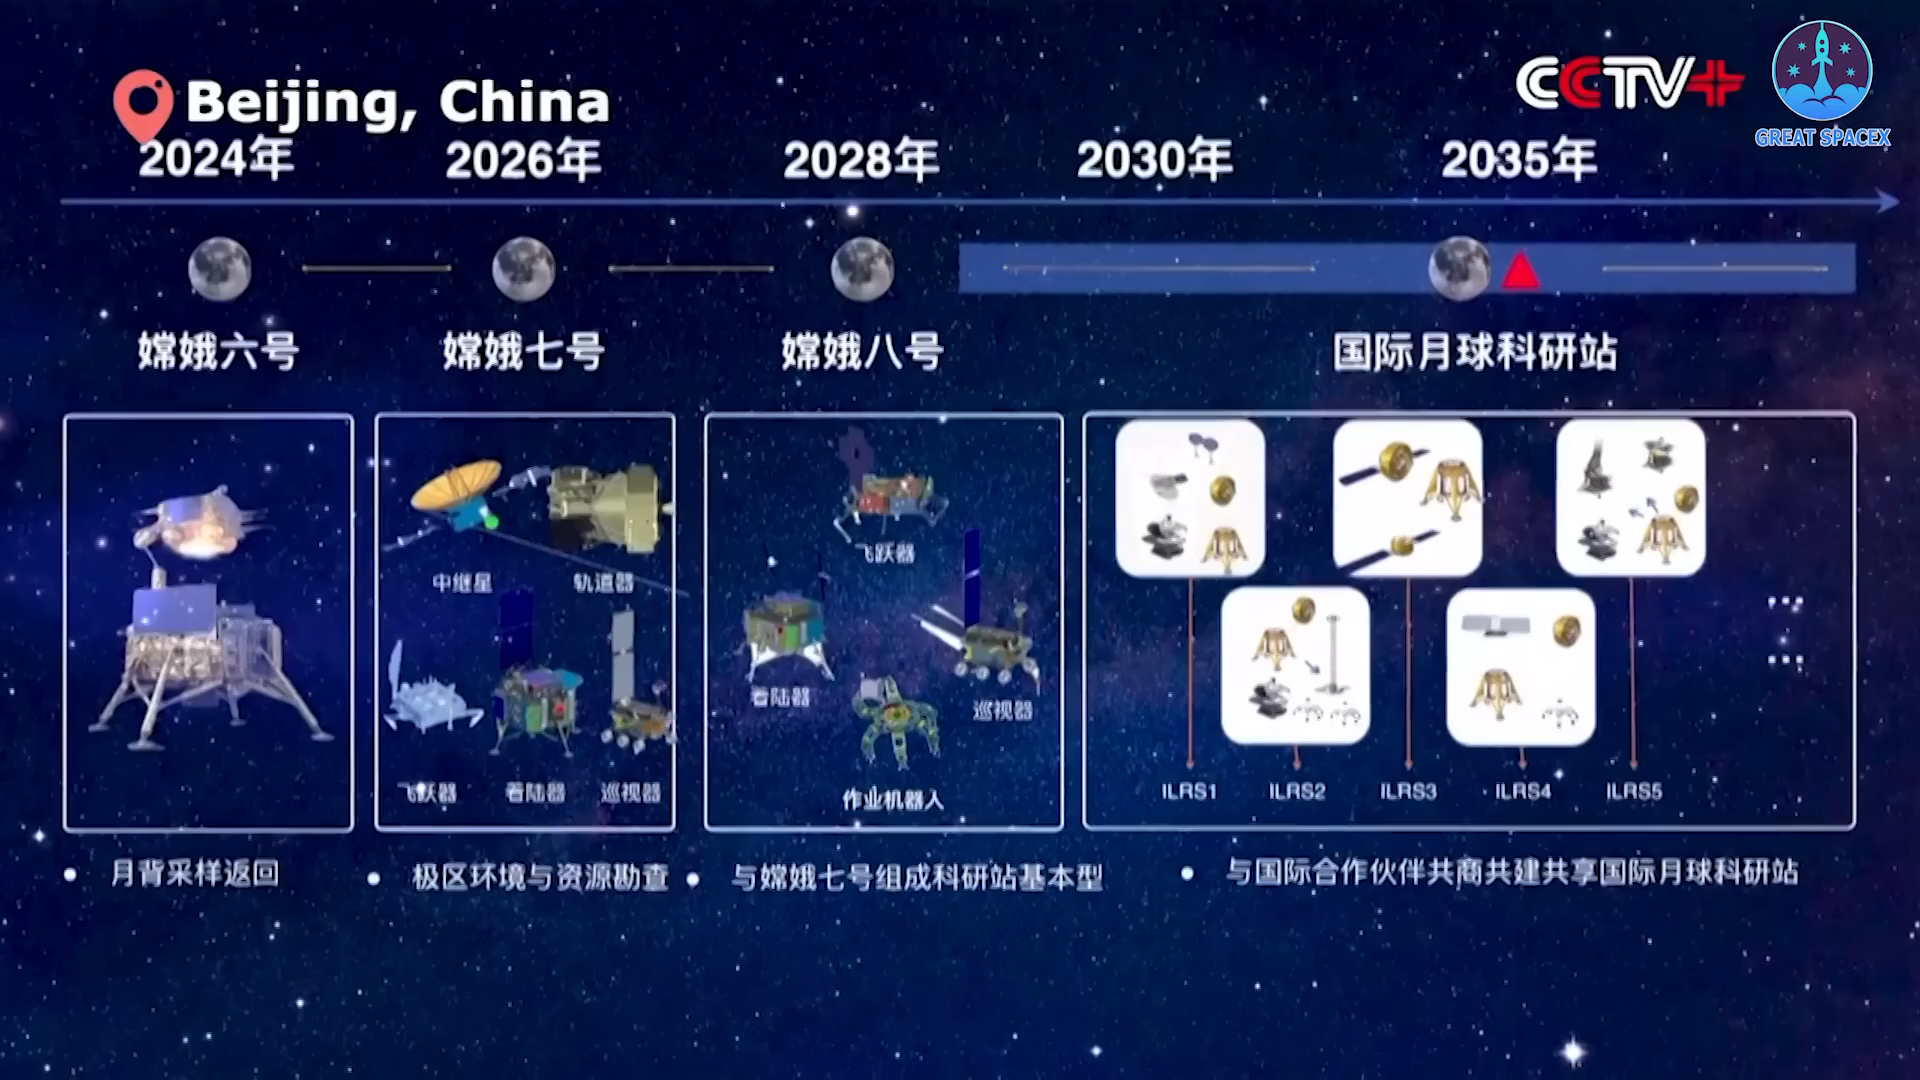 Beijing, China
CCTV+
GREAT SPACEX
2024年
2026年
2028年
2030年
2035年
嫦娥六号
嫦娥七号
嫦娥八号
国际月球科研站
中继星
轨道器
飞跃器
着陆器
巡视器
飞跃器
着陆器
巡视器
作业机器人
ILRS1
ILRS2
ILRS3
ILRS4
ILRS5
• 月背采样返回
• 极区环境与资源勘查
• 与嫦娥七号组成科研站基本型
• 与国际合作伙伴共商共建共享国际月球科研站